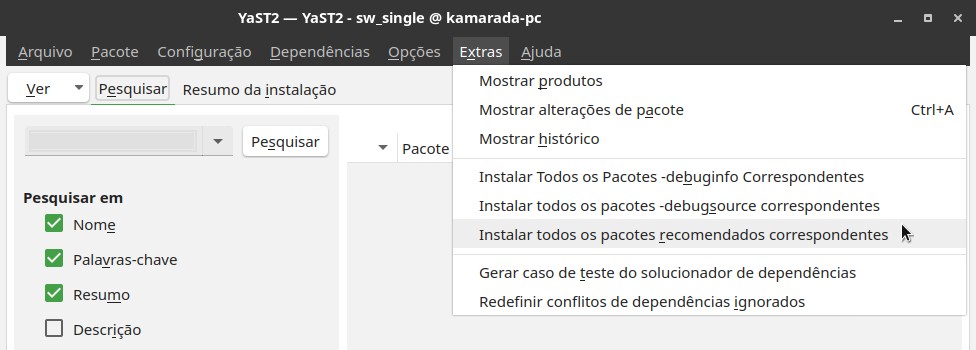 YaST2 — YaST2 - sw_single @ kamarada-pc
Arquivo Pacote Configuração Dependências Opções Extras Ajuda
Ver Pesquisar Resumo da instalação
Mostrar produtos
Mostrar alterações de pacote Ctrl+A
Mostrar histórico
Pesquisar
Pacote
Instalar Todos os Pacotes -debuginfo Correspondentes
Pesquisar em
Instalar todos os pacotes -debugsource correspondentes
Nome
Instalar todos os pacotes recomendados correspondentes
Palavras-chave
Gerar caso de teste do solucionador de dependências
Resumo
Redefinir conflitos de dependências ignorados
Descrição